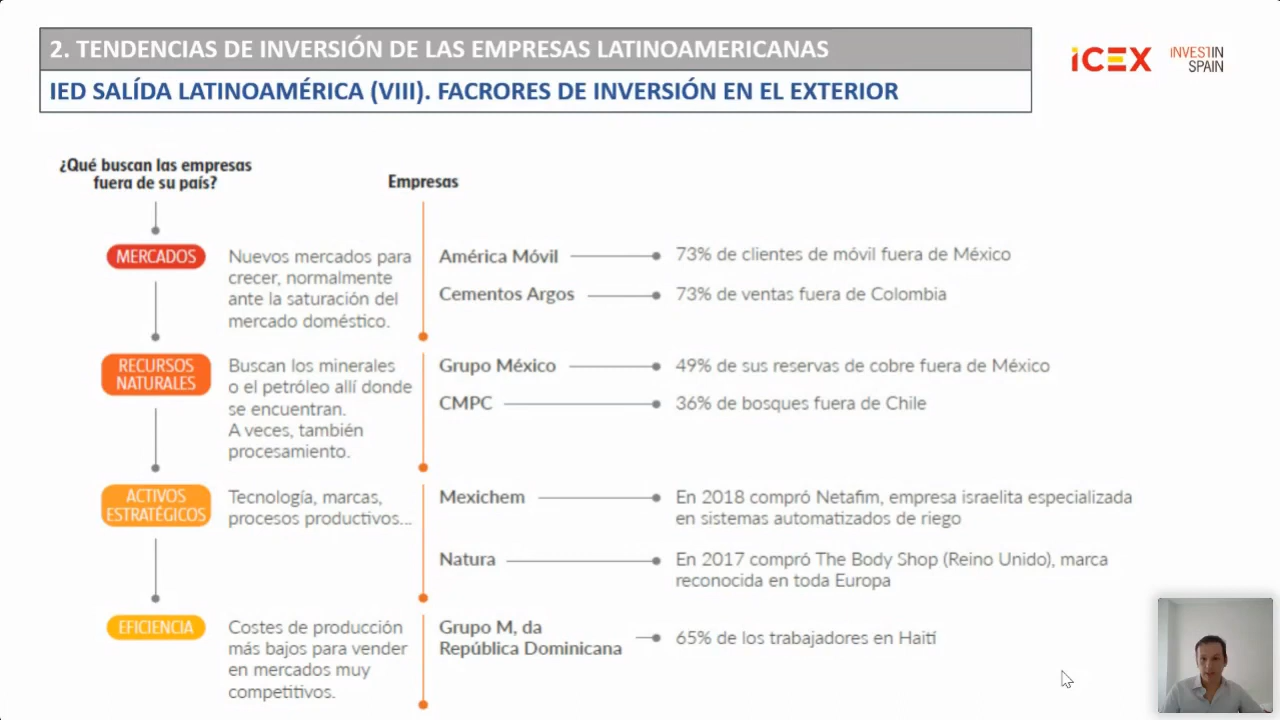 2. TENDENCIAS DE INVERSIÓN DE LAS EMPRESAS LATINOAMERICANAS
IED SALÍDA LATINOAMÉRICA (VIII). FACRORES DE INVERSIÓN EN EL EXTERIOR
ICEX
INVESTIN
SPAIN
¿Qué buscan las empresas
fuera de su país?
Empresas
MERCADOS
Nuevos mercados para
crecer, normalmente
ante la saturación del
mercado doméstico.
América Móvil
73% de clientes de móvil fuera de México
Cementos Argos
73% de ventas fuera de Colombia
RECURSOS
NATURALES
Buscan los minerales
o el petróleo allí donde
se encuentran.
A veces, también
procesamiento.
Grupo México
49% de sus reservas de cobre fuera de México
CMPC
36% de bosques fuera de Chile
ACTIVOS
ESTRATÉGICOS
Tecnología, marcas,
procesos productivos...
Mexichem
En 2018 compró Netafim, empresa israelita especializada
en sistemas automatizados de riego
Natura
En 2017 compró The Body Shop (Reino Unido), marca
reconocida en toda Europa
EFICIENCIA
Costes de producción
más bajos para vender
en mercados muy
competitivos.
Grupo M, da
República Dominicana
65% de los trabajadores en Haití